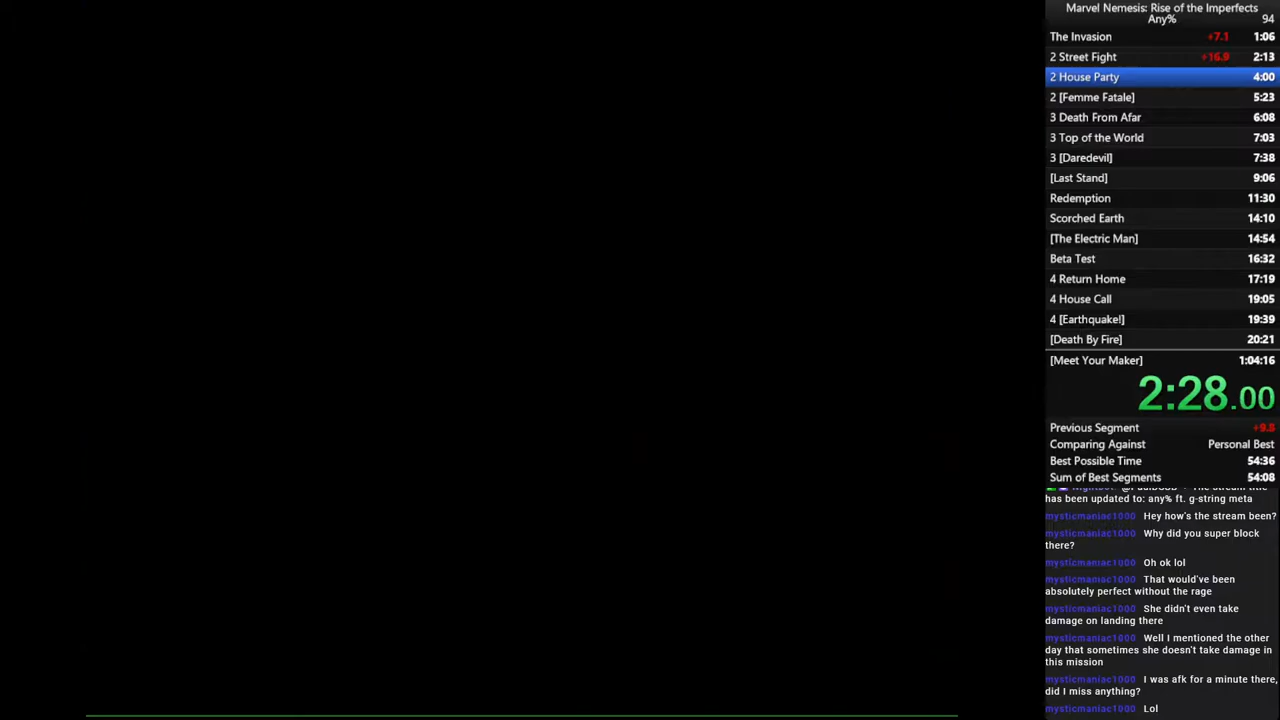 Marvel Nemesis: Rise of the Imperfects
Any% 94
The Invasion +7.1 1:06
2 Street Fight +16.9 2:13
2 House Party 4:00
2 [Femme Fatale] 5:23
3 Death From Afar 6:08
3 Top of the World 7:03
3 [Daredevil] 7:38
[Last Stand] 9:06
Redemption 11:30
Scorched Earth 14:10
[The Electric Man] 14:54
Beta Test 16:32
4 Return Home 17:19
4 House Call 19:05
4 [Earthquake!] 19:39
[Death By Fire] 20:21
[Meet Your Maker] 1:04:16
2:28.00
Previous Segment +9.8
Comparing Against Personal Best
Best Possible Time 54:36
Sum of Best Segments 54:08
The stream title
has been updated to: any% ft. g-string meta
mysticmaniac1000 Hey how's the stream been?
mysticmaniac1000 Why did you super block
there?
mysticmaniac1000 Oh ok lol
mysticmaniac1000 That would've been
absolutely perfect without the rage
mysticmaniac1000 She didn't even take
damage on landing there
mysticmaniac1000 Well I mentioned the other
day that sometimes she doesn't take damage in
this mission
mysticmaniac1000 I was afk for a minute there,
did I miss anything?
mysticmaniac1000 Lol